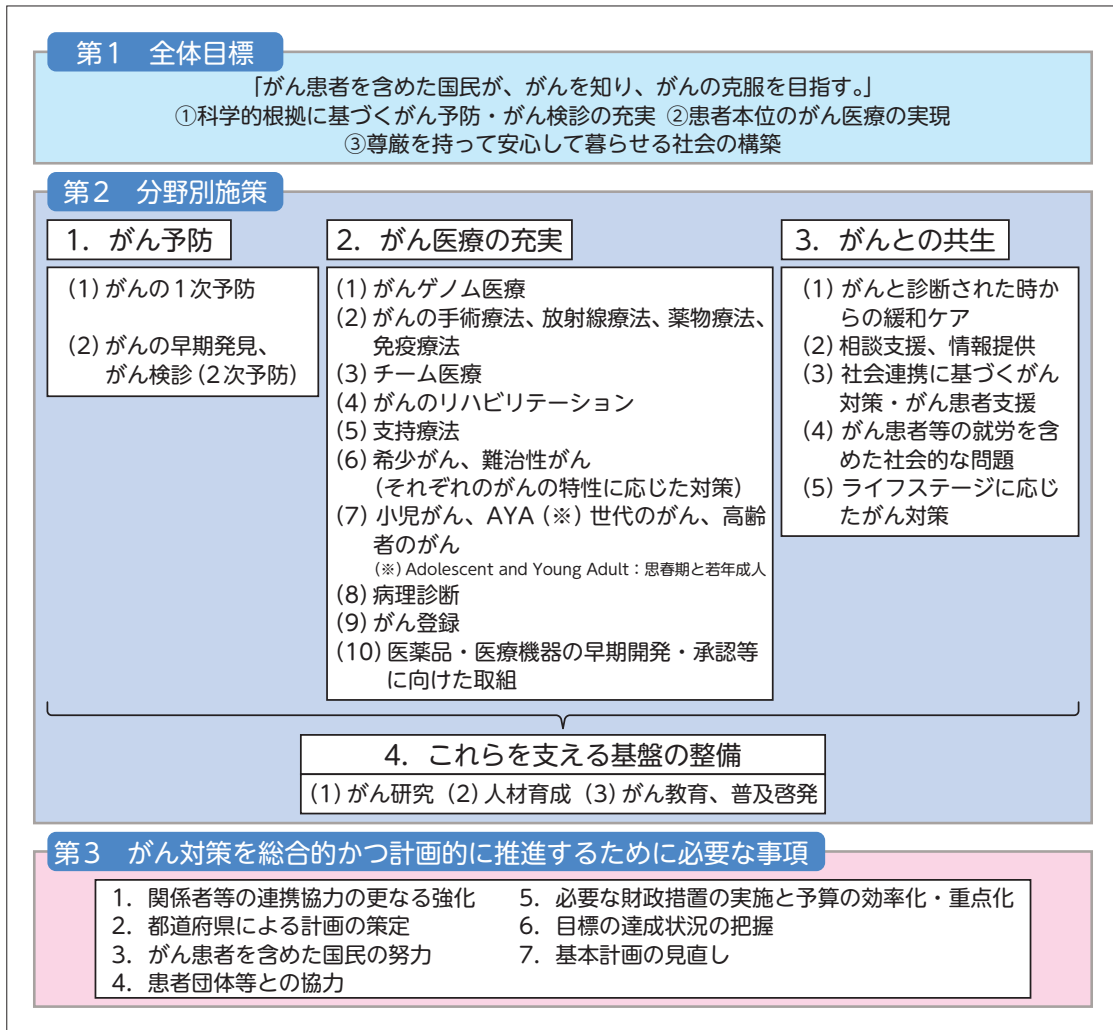 第1　全体目標
「がん患者を含めた国民が、がんを知り、がんの克服を目指す。」
①科学的根拠に基づくがん予防・がん検診の充実 ②患者本位のがん医療の実現
③尊厳を持って安心して暮らせる社会の構築
第2　分野別施策
1. がん予防
(1) がんの1次予防
(2) がんの早期発見、
がん検診 (2次予防)
2. がん医療の充実
(1) がんゲノム医療
(2) がんの手術療法、放射線療法、薬物療法、
免疫療法
(3) チーム医療
(4) がんのリハビリテーション
(5) 支持療法
(6) 希少がん、難治性がん
(それぞれのがんの特性に応じた対策)
(7) 小児がん、AYA (※) 世代のがん、高齢
者のがん
(※) Adolescent and Young Adult：思春期と若年成人
(8) 病理診断
(9) がん登録
(10) 医薬品・医療機器の早期開発・承認等
に向けた取組
3. がんとの共生
(1) がんと診断された時か
らの緩和ケア
(2) 相談支援、情報提供
(3) 社会連携に基づくがん
対策・がん患者支援
(4) がん患者等の就労を含
めた社会的な問題
(5) ライフステージに応じ
たがん対策
4. これらを支える基盤の整備
(1) がん研究 (2) 人材育成 (3) がん教育、普及啓発
第3　がん対策を総合的かつ計画的に推進するために必要な事項
1. 関係者等の連携協力の更なる強化
2. 都道府県による計画の策定
3. がん患者を含めた国民の努力
4. 患者団体等との協力
5. 必要な財政措置の実施と予算の効率化・重点化
6. 目標の達成状況の把握
7. 基本計画の見直し